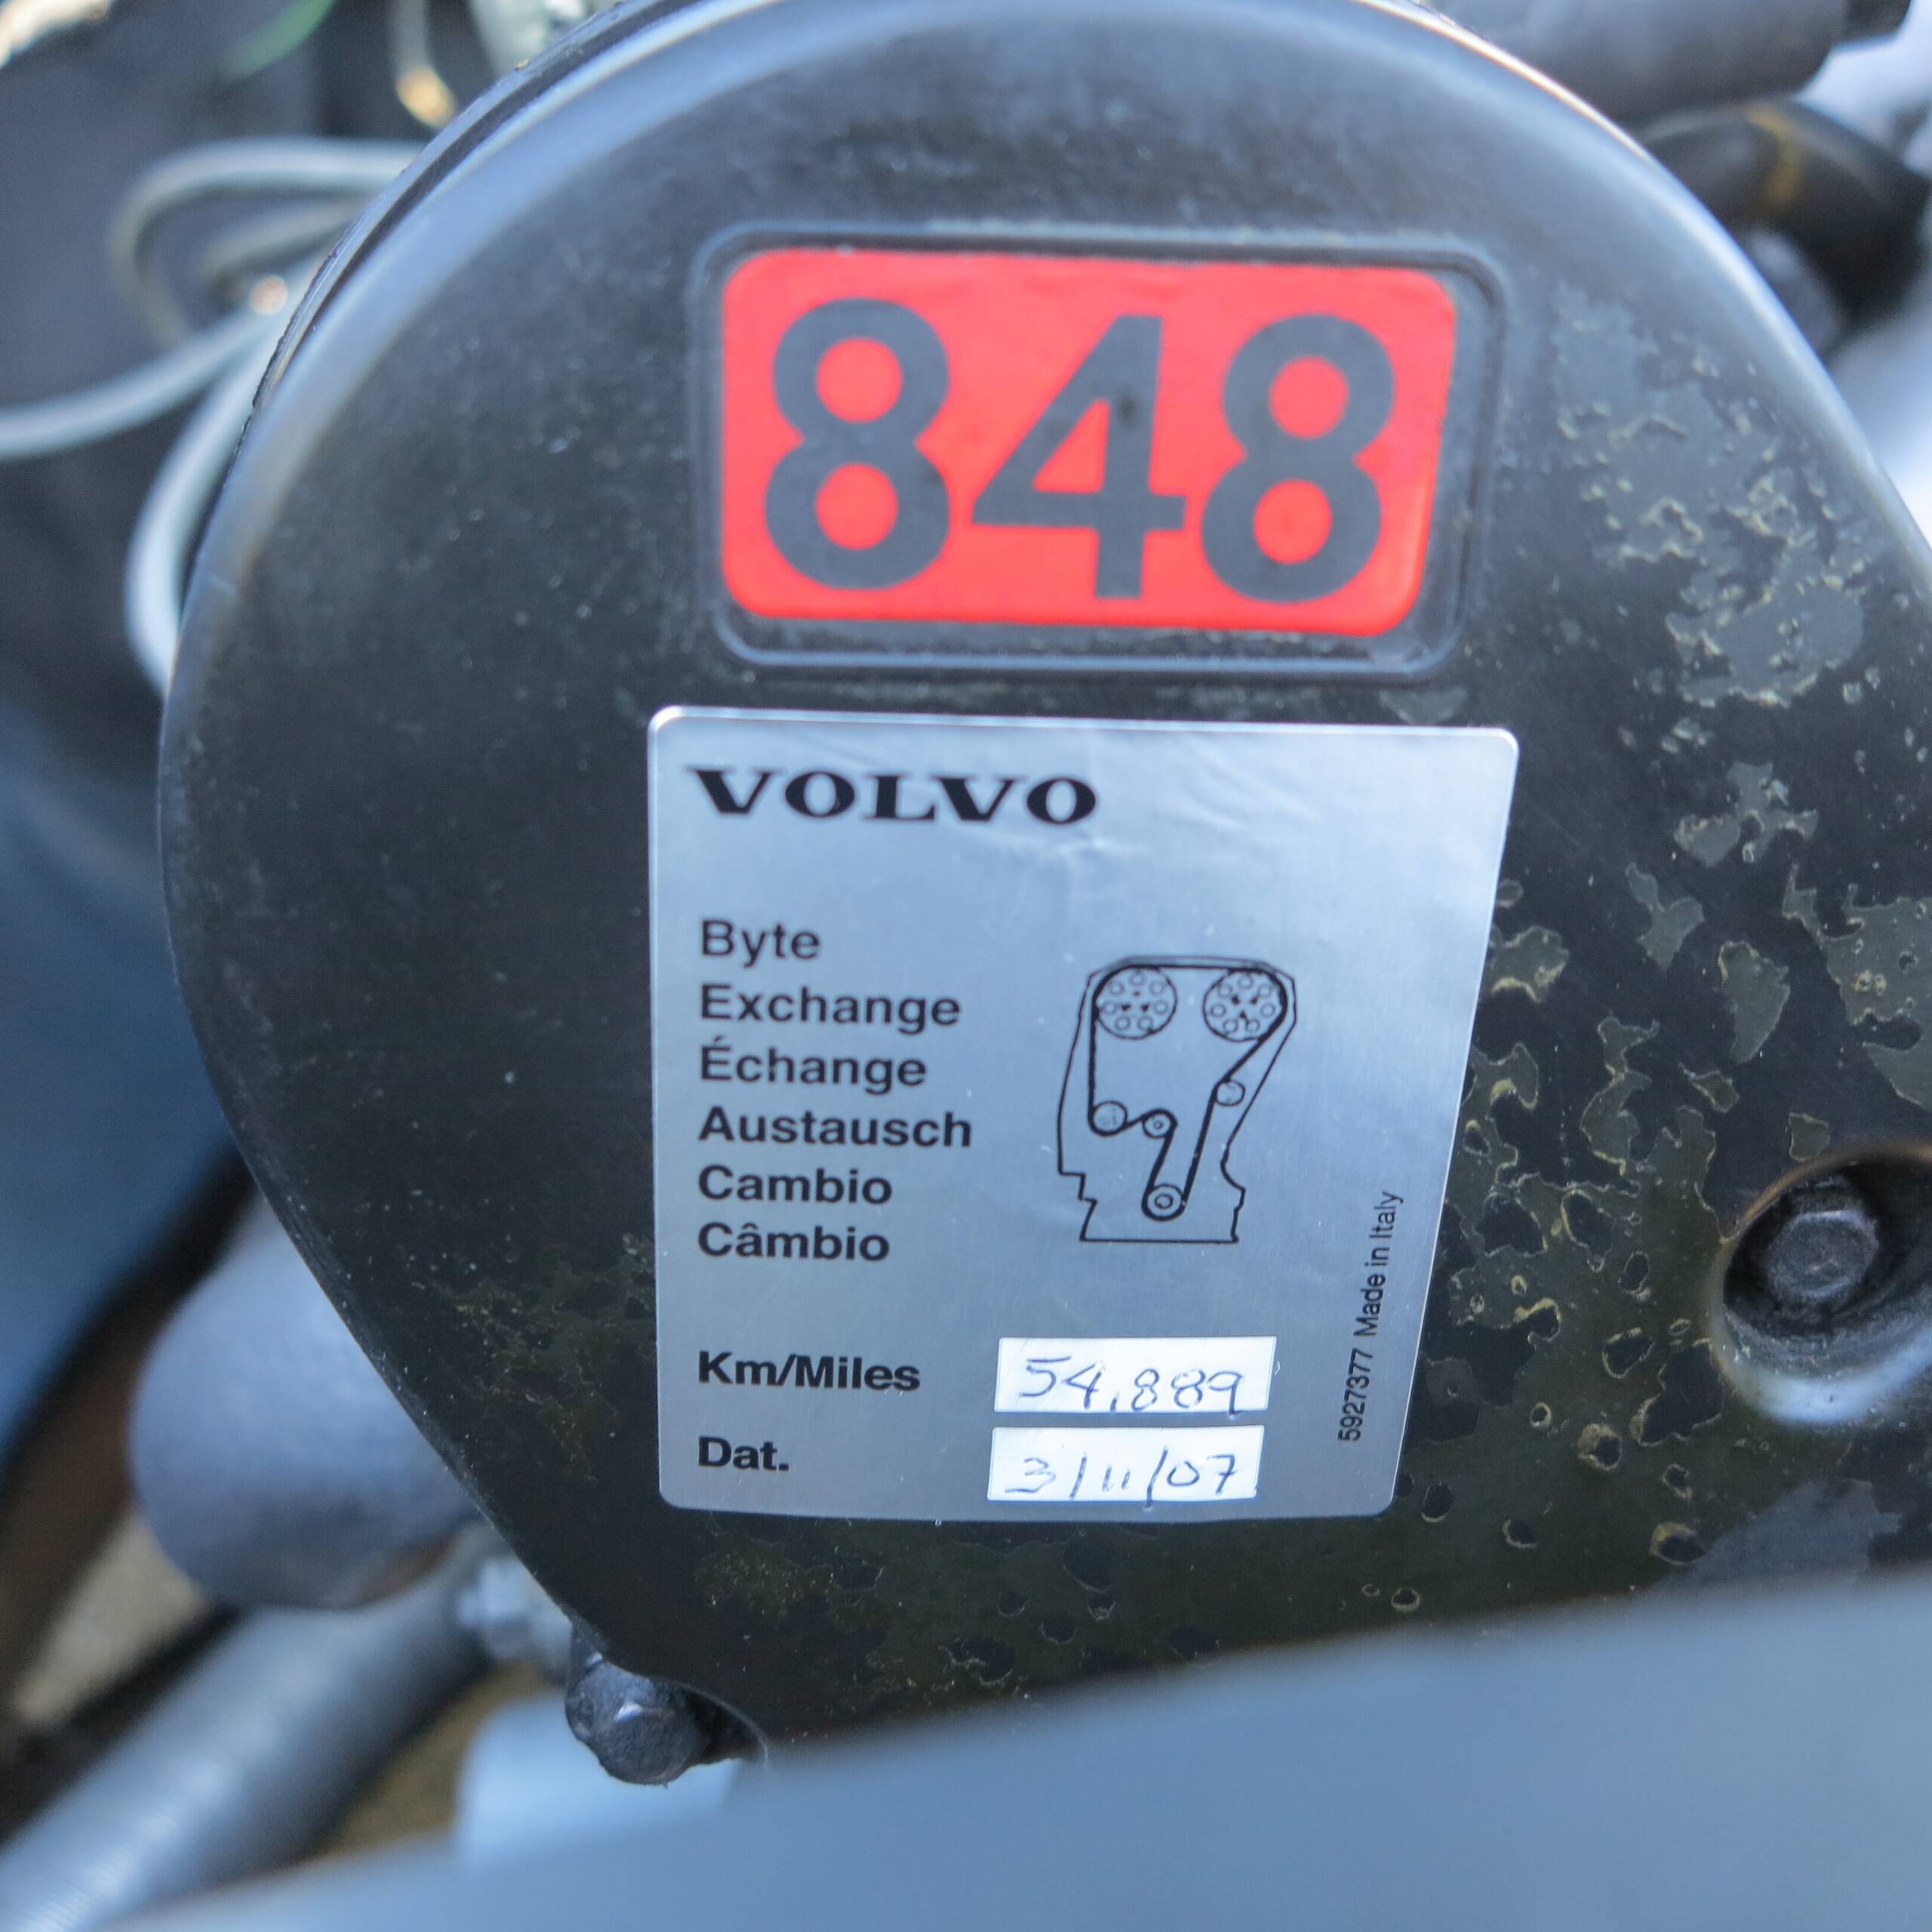 848
VOLVO
Byte
Exchange
Échange
Austausch
Cambio
Câmbio
Km/Miles 54,889
Dat. 3/11/07
5927377 Made in Italy